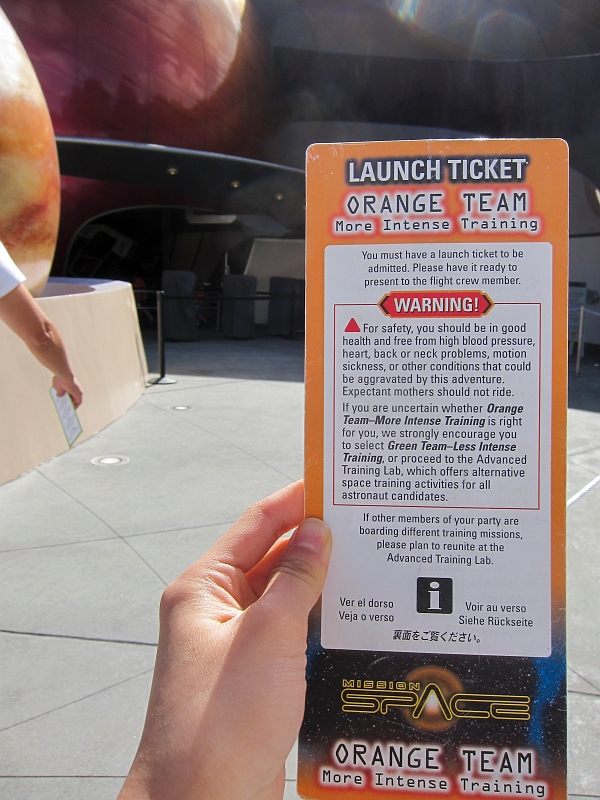 LAUNCH TICKET
ORANGE TEAM
More Intense Training
You must have a launch ticket to be
admitted. Please have it ready to
present to the flight crew member.
WARNING!
For safety, you should be in good
health and free from high blood pressure,
heart, back or neck problems, motion
sickness, or other conditions that could
be aggravated by this adventure.
Expectant mothers should not ride.
If you are uncertain whether Orange
Team–More Intense Training is right
for you, we strongly encourage you
to select Green Team–Less Intense
Training, or proceed to the Advanced
Training Lab, which offers alternative
space training activities for all
astronaut candidates.
If other members of your party are
boarding different training missions,
please plan to reunite at the
Advanced Training Lab.
i
Ver el dorso
Veja o verso
Voir au verso
Siehe Rückseite
裏面をご覧ください。
MISSION
SPACE
ORANGE TEAM
More Intense Training